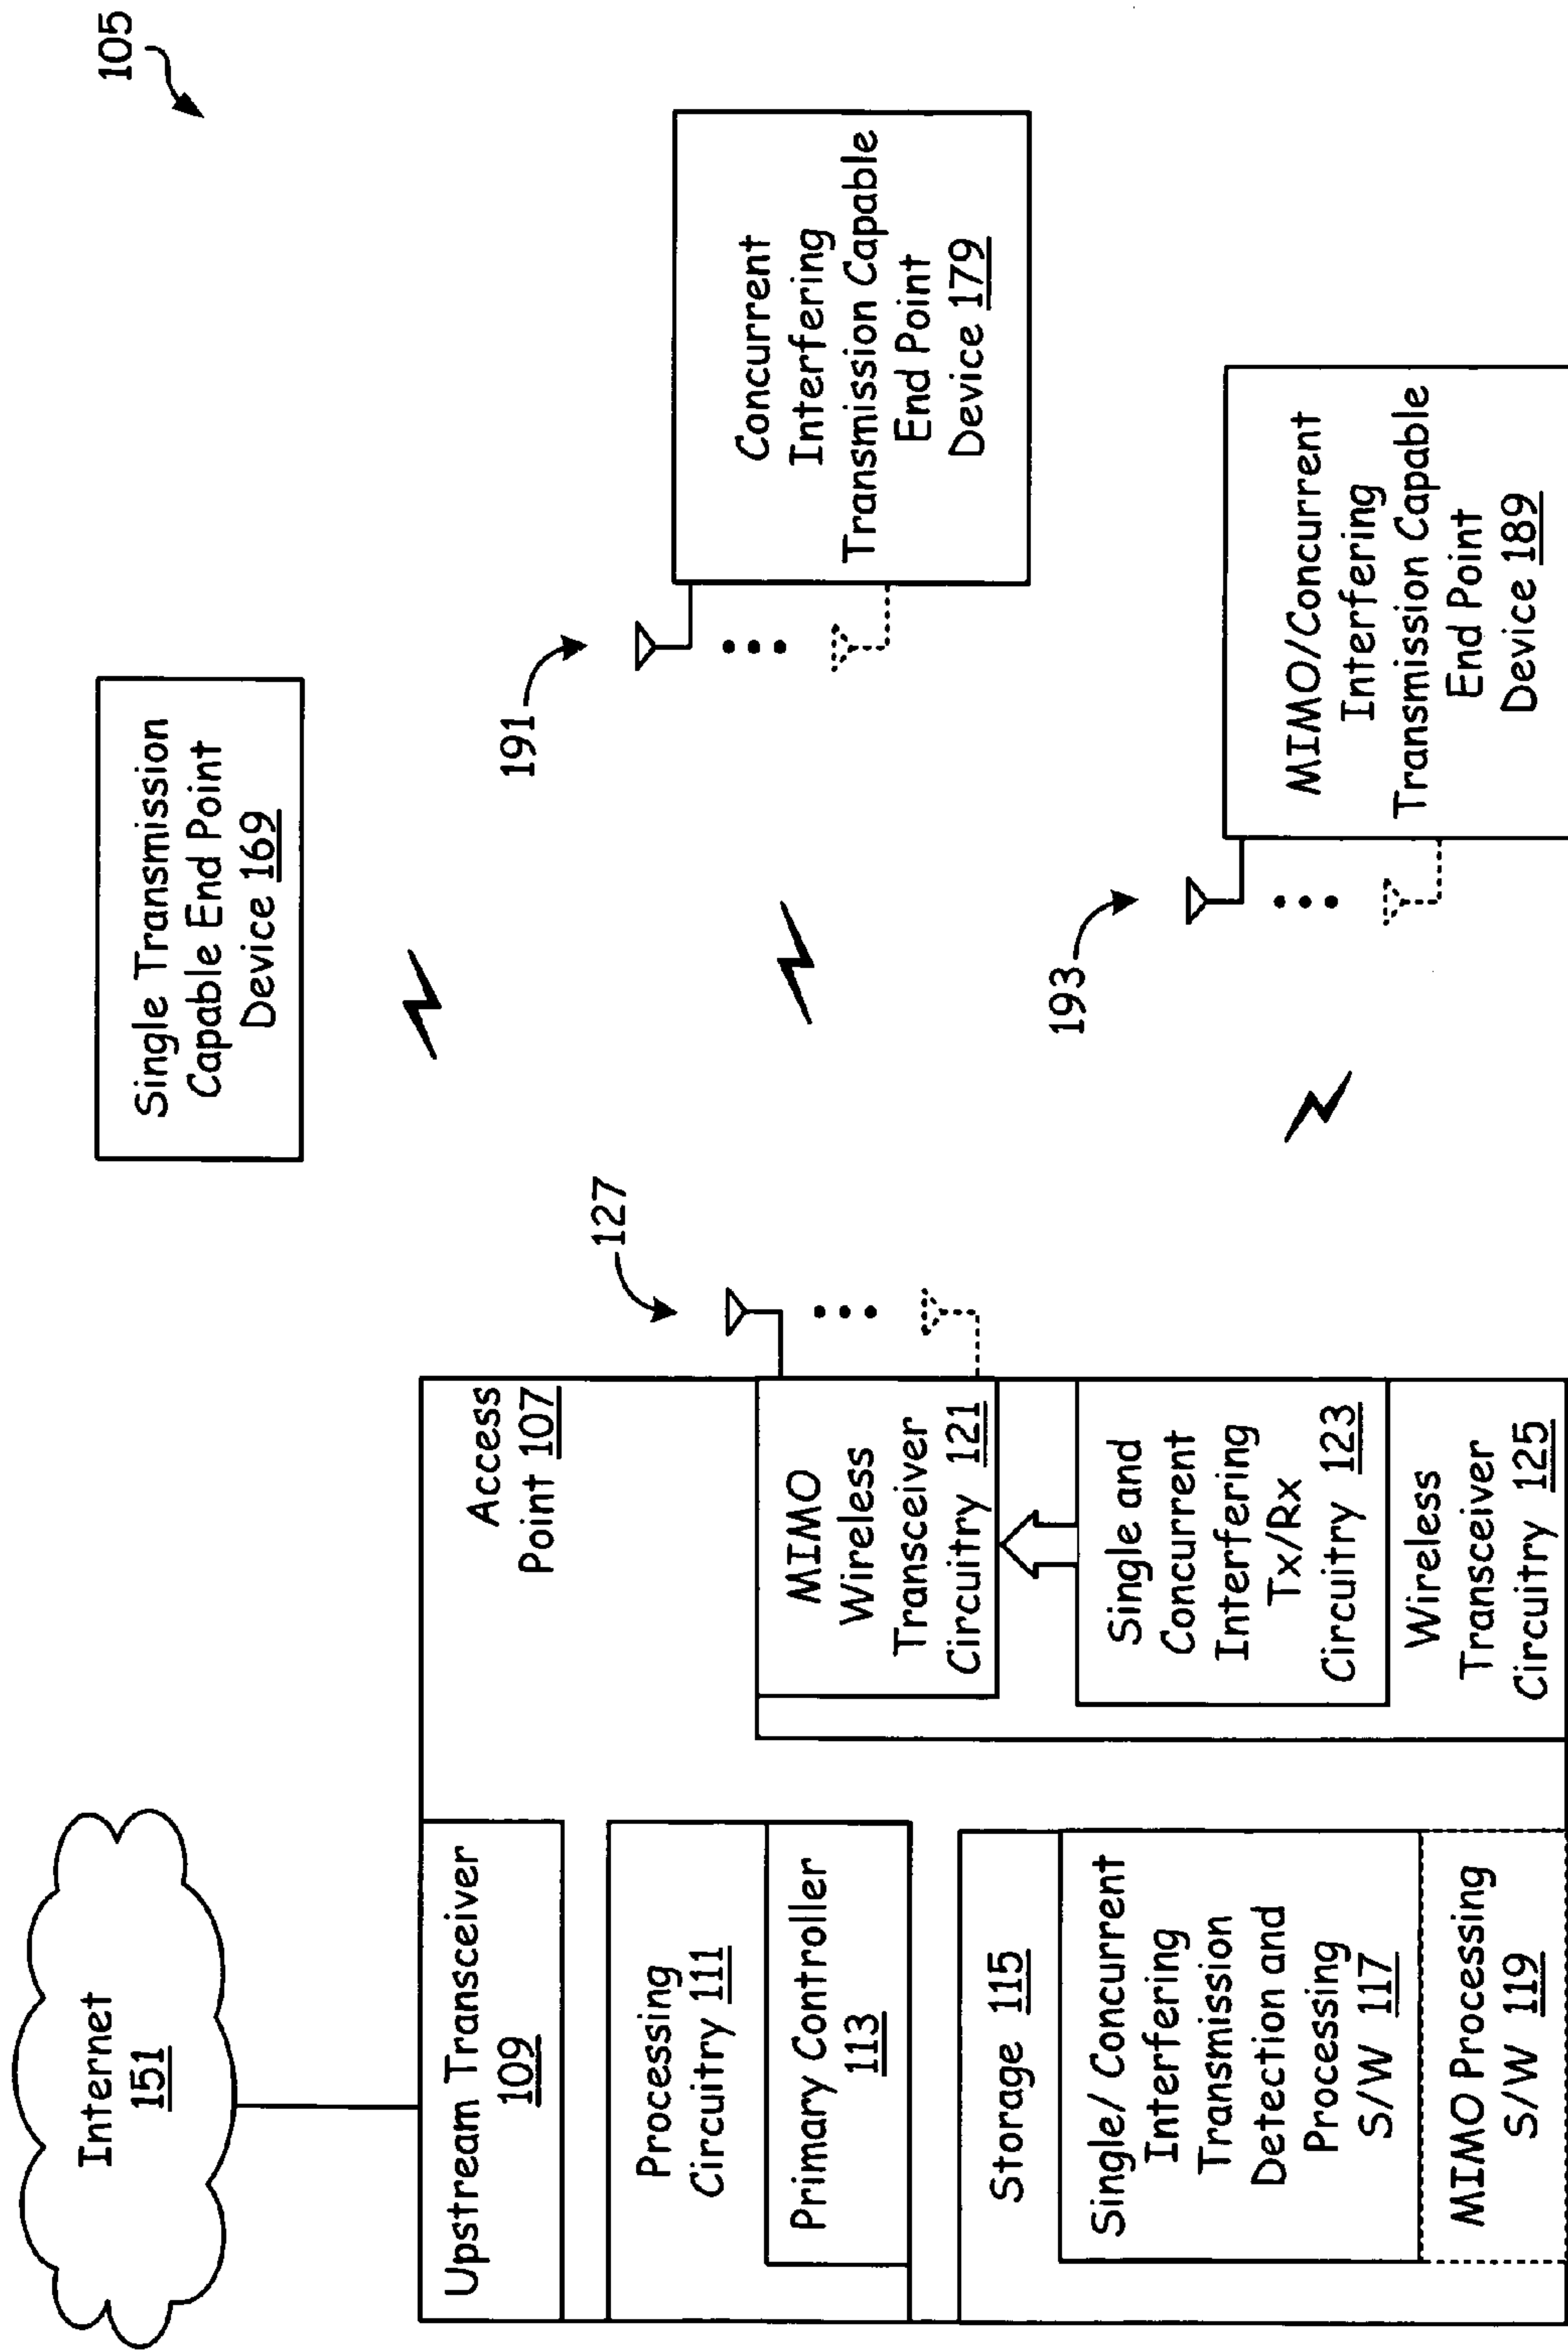 105
Internet
151
Single Transmission
Capable End Point
Device 169
Upstream Transceiver
109
Access
Point 107
Processing
Circuitry 111
Primary Controller
113
Storage 115
Single/ Concurrent
Interfering
Transmission
Detection and
Processing
S/W 117
MIMO Processing
S/W 119
MIMO
Wireless
Transceiver
Circuitry 121
Single and
Concurrent
Interfering
Tx/Rx
Circuitry 123
Wireless
Transceiver
Circuitry 125
127
191
Concurrent
Interfering
Transmission Capable
End Point
Device 179
193
MIMO/Concurrent
Interfering
Transmission Capable
End Point
Device 189